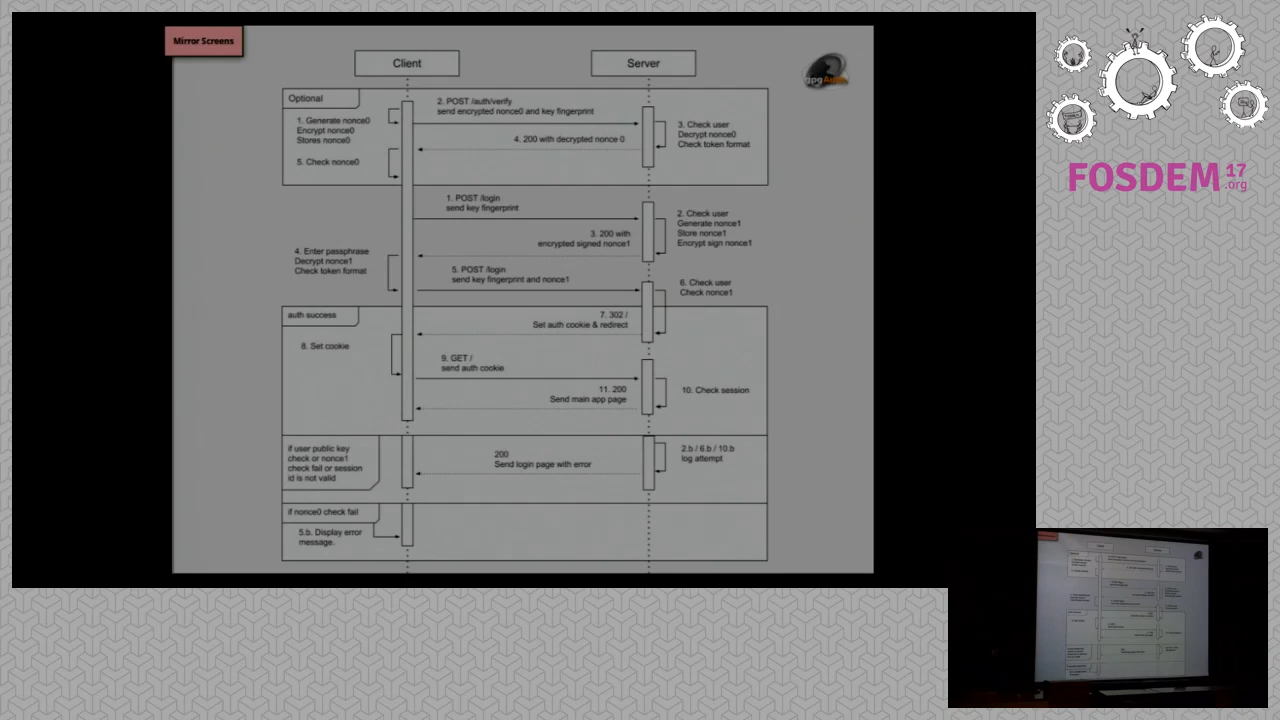 Mirror Screens
Client
Server
gpgAuth
Optional
2. POST /auth/verify
send encrypted nonce0 and key fingerprint
1. Generate nonce0
Encrypt nonce0
Stores nonce0
3. Check user
Decrypt nonce0
Check token format
4. 200 with decrypted nonce 0
5. Check nonce0
1. POST /login
send key fingerprint
2. Check user
Generate nonce1
Store nonce1
Encrypt sign nonce1
3. 200 with
encrypted signed nonce1
4. Enter passphrase
Decrypt nonce1
Check token format
5. POST /login
send key fingerprint and nonce1
6. Check user
Check nonce1
auth success
7. 302 /
Set auth cookie & redirect
8. Set cookie
9. GET /
send auth cookie
11. 200
Send main app page
10. Check session
if user public key
check or nonce1
check fail or session
id is not valid
200
Send login page with error
2.b / 6.b / 10.b
log attempt
if nonce0 check fail
5.b. Display error
message.
FOSDEM 17
.org